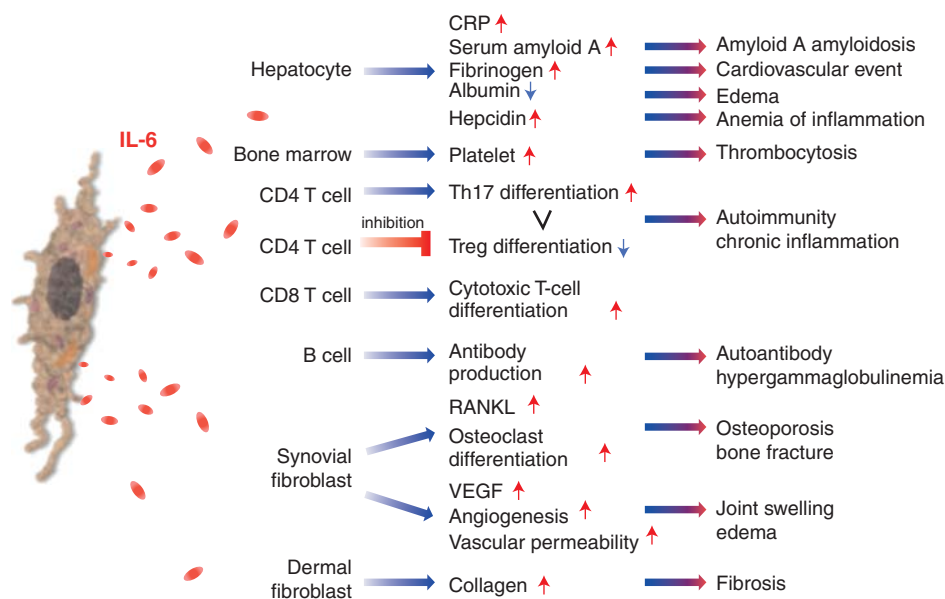 IL-6
Hepatocyte
CRP
Serum amyloid A
Fibrinogen
Albumin
Hepcidin
Amyloid A amyloidosis
Cardiovascular event
Edema
Anemia of inflammation
Bone marrow
Platelet
Thrombocytosis
CD4 T cell
Th17 differentiation
inhibition
CD4 T cell
Treg differentiation
Autoimmunity
chronic inflammation
CD8 T cell
Cytotoxic T-cell
differentiation
B cell
Antibody
production
Autoantibody
hypergammaglobulinemia
Synovial
fibroblast
RANKL
Osteoclast
differentiation
Osteoporosis
bone fracture
VEGF
Angiogenesis
Vascular permeability
Joint swelling
edema
Dermal
fibroblast
Collagen
Fibrosis